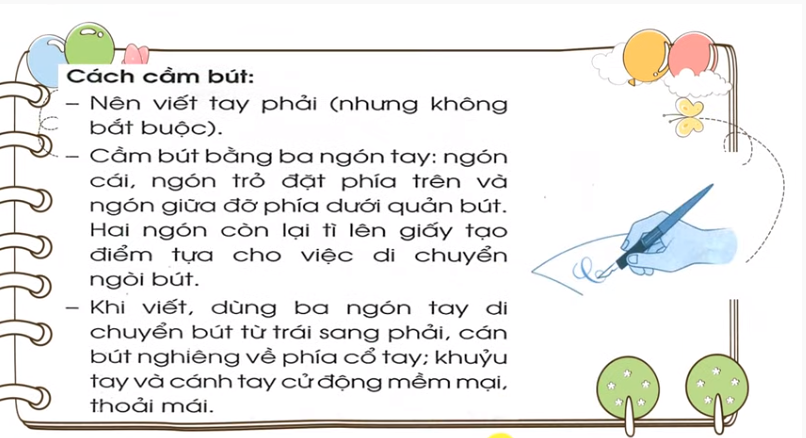 Cách cầm bút:
– Nên viết tay phải (nhưng không
bắt buộc).
– Cầm bút bằng ba ngón tay: ngón
cái, ngón trỏ đặt phía trên và
ngón giữa đỡ phía dưới quản bút.
Hai ngón còn lại tì lên giấy tạo
điểm tựa cho việc di chuyển
ngòi bút.
– Khi viết, dùng ba ngón tay di
chuyển bút từ trái sang phải, cán
bút nghiêng về phía cổ tay; khuỷu
tay và cánh tay cử động mềm mại,
thoải mái.